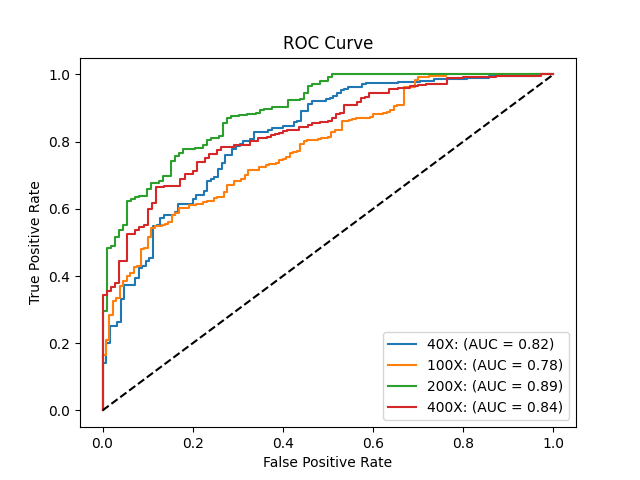 ROC Curve
True Positive Rate
1.0
0.8
0.6
0.4
0.2
0.0
0.0 0.2 0.4 0.6 0.8 1.0
False Positive Rate
40X: (AUC = 0.82)
100X: (AUC = 0.78)
200X: (AUC = 0.89)
400X: (AUC = 0.84)